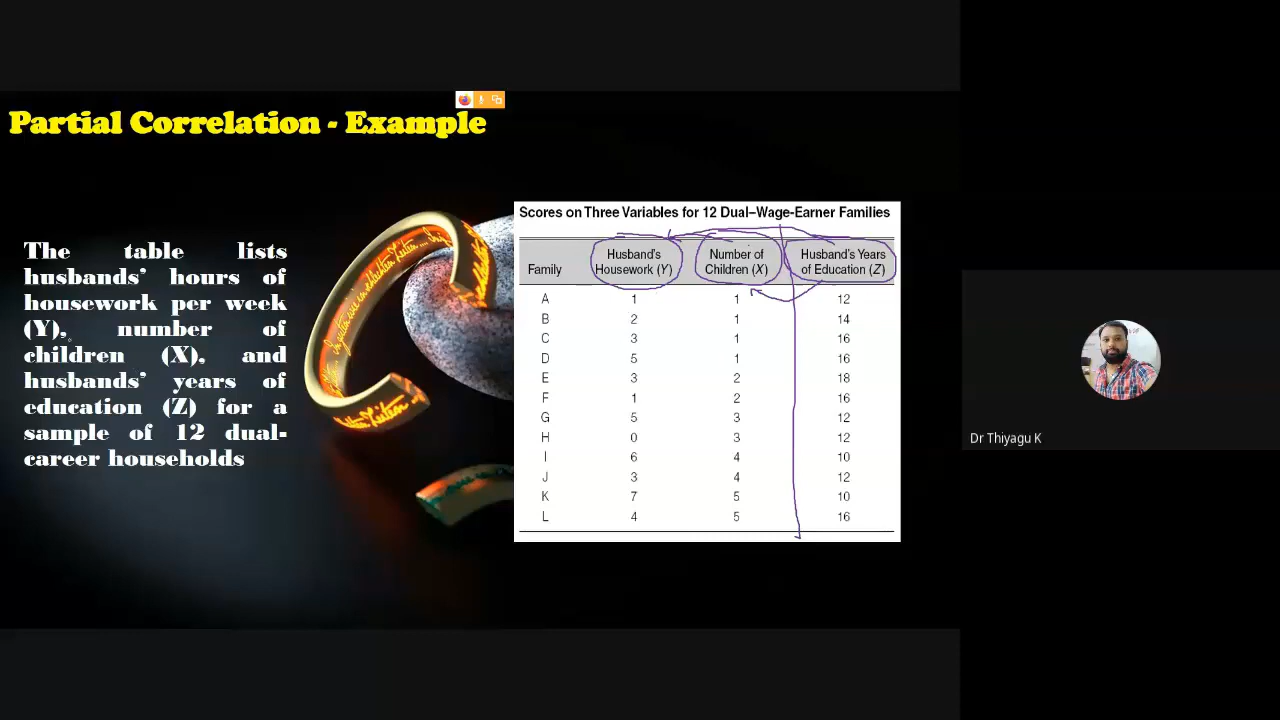 Partial Correlation - Example
The table lists
husbands’ hours of
housework per week
(Y), number of
children (X), and
husbands’ years of
education (Z) for a
sample of 12 dual-
career households
Scores on Three Variables for 12 Dual–Wage-Earner Families
Family Husband's Housework (Y) Number of Children (X) Husband's Years of Education (Z)
A 1 1 12
B 2 1 14
C 3 1 16
D 5 1 16
E 3 2 18
F 1 2 16
G 5 3 12
H 0 3 12
I 6 4 10
J 3 4 12
K 7 5 10
L 4 5 16
Dr Thiyagu K